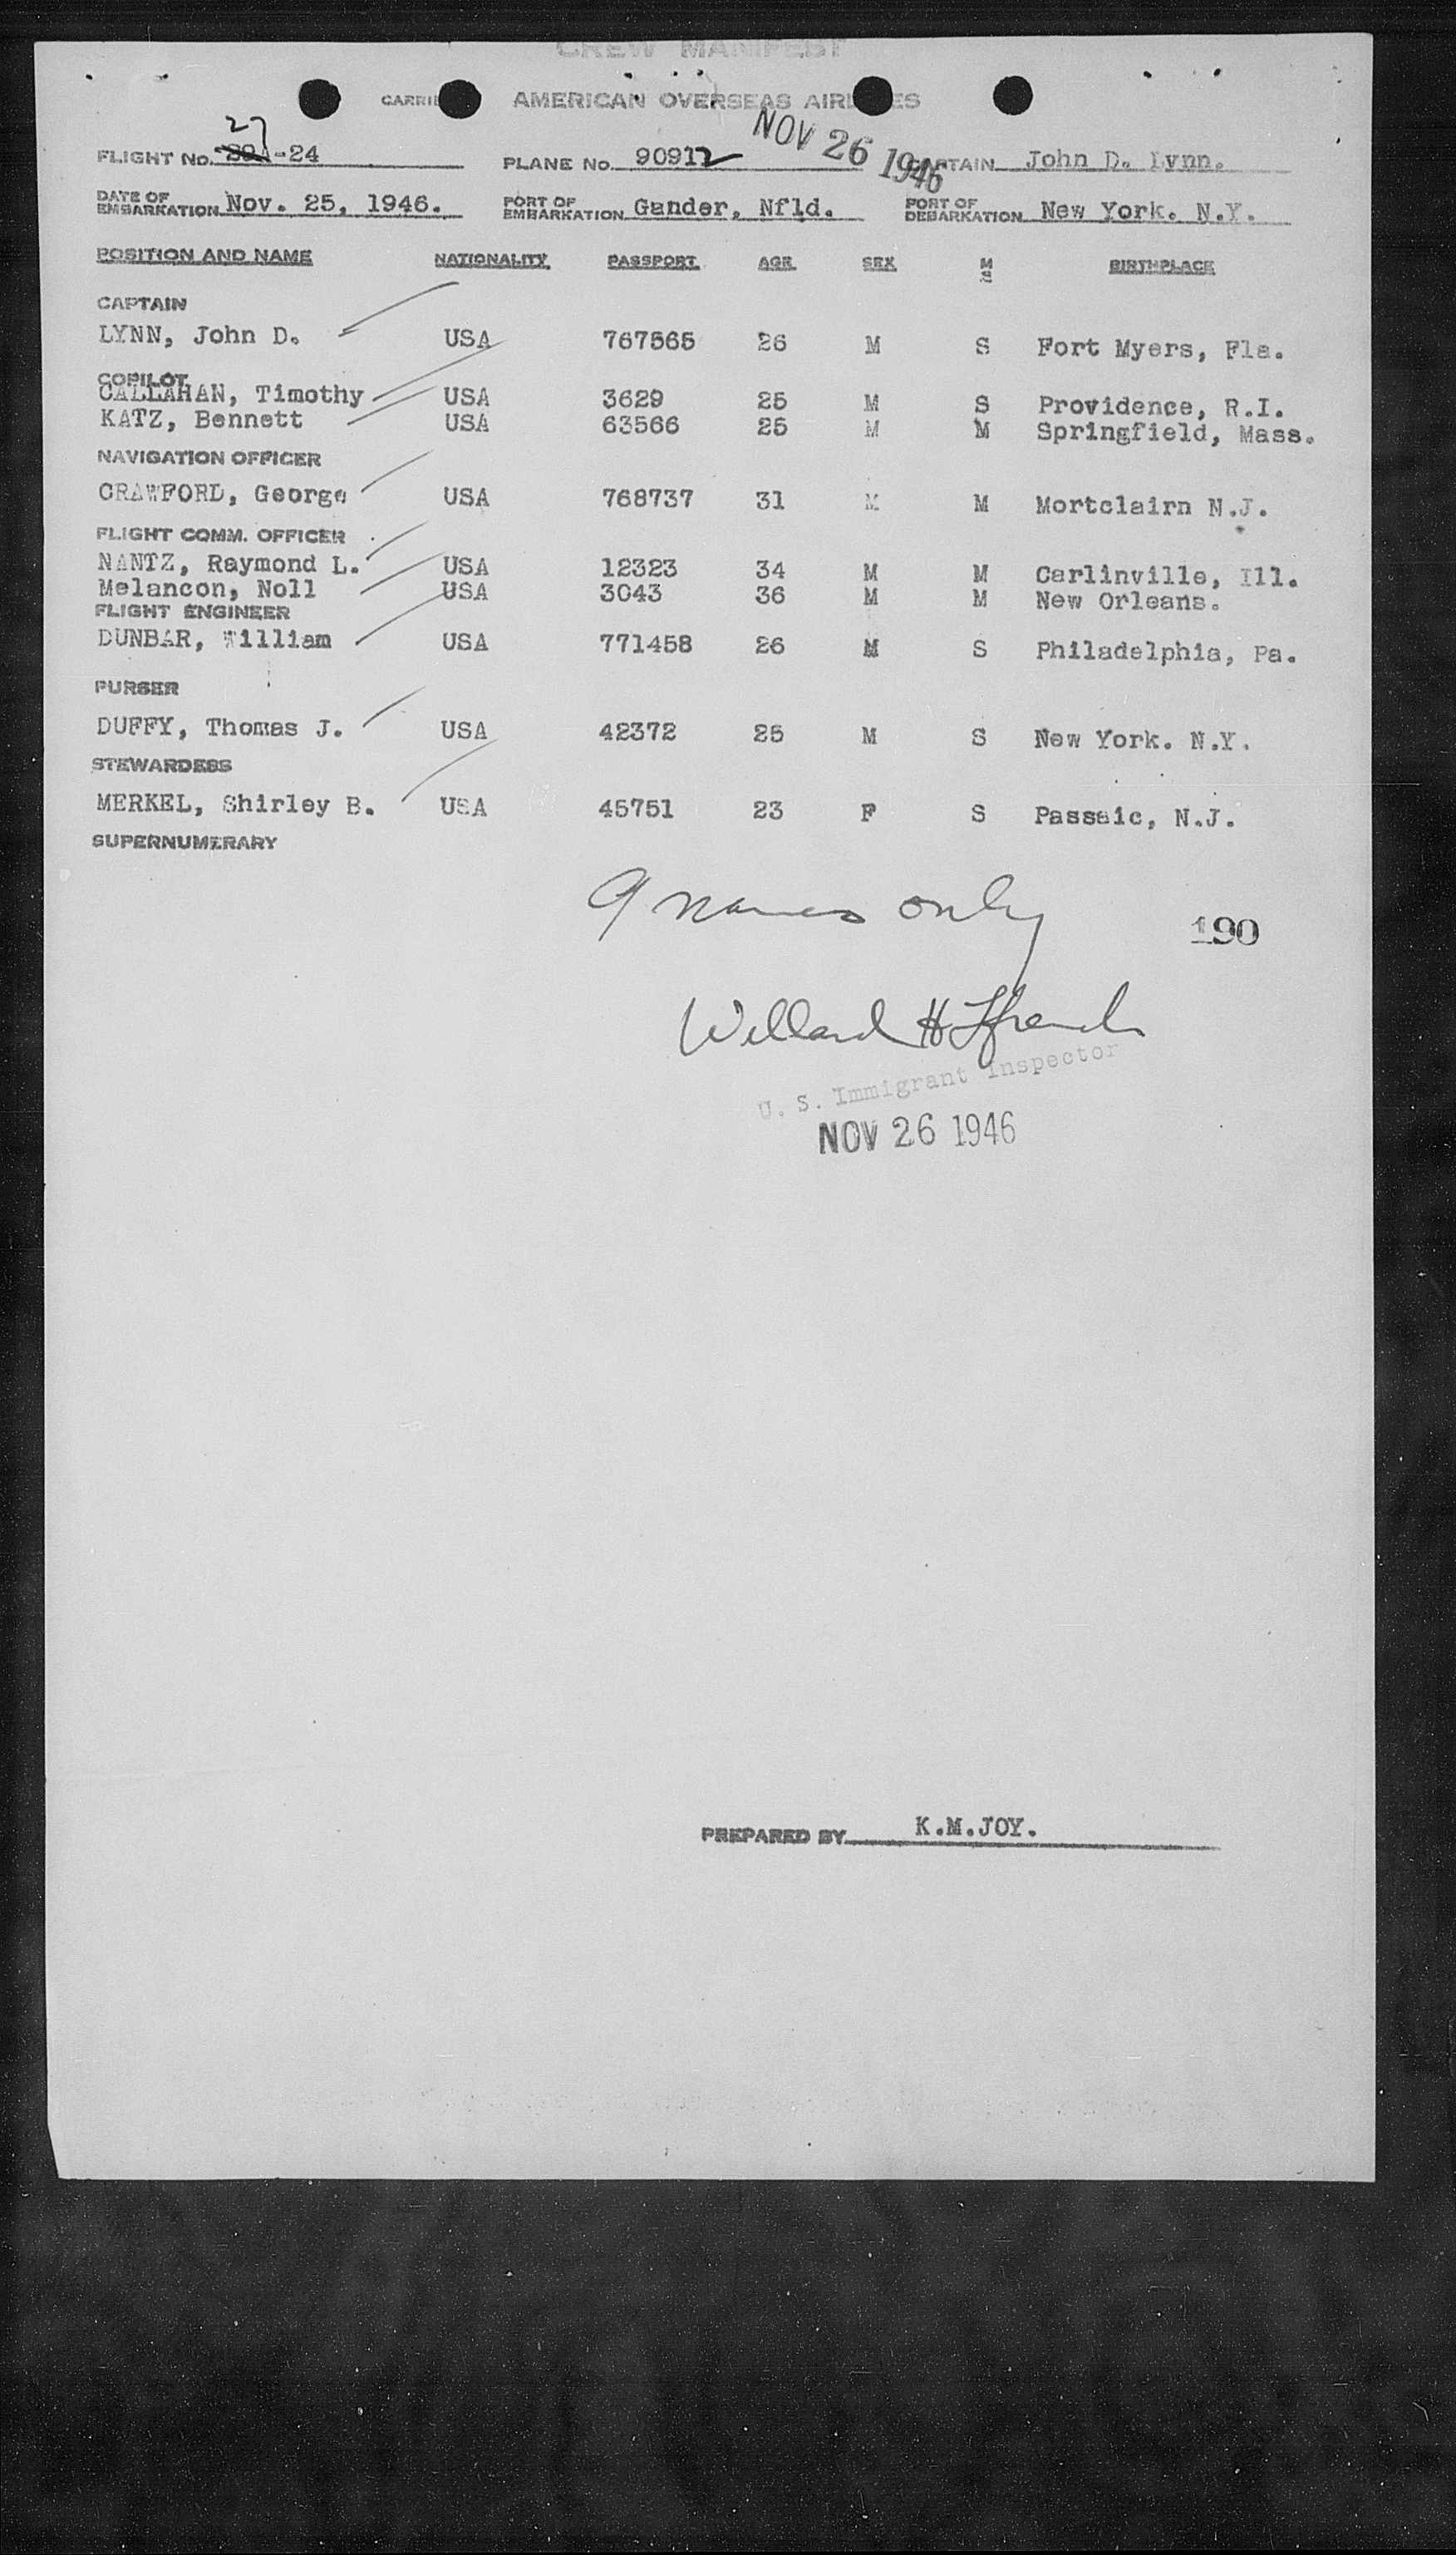 CREW MANIFEST
AMERICAN OVERSEAS AIRLINES
NOV 26 1946
27
FLIGHT No. -24 PLANE No. 90912 CAPTAIN John D. Lynn.
DATE OF EMBARKATION Nov. 25, 1946. PORT OF EMBARKATION Gander, Nfld. PORT OF DEBARKATION New York. N.Y.
POSITION AND NAME NATIONALITY PASSPORT AGE SEX M S BIRTHPLACE
CAPTAIN
LYNN, John D. USA 767565 26 M S Fort Myers, Fla.
COPILOT
CALLAHAN, Timothy USA 3629 25 M S Providence, R.I.
KATZ, Bennett USA 63566 25 M M Springfield, Mass.
NAVIGATION OFFICER
CRAWFORD, George USA 768737 31 M M Mortclairn N.J.
FLIGHT COMM. OFFICER
NANTZ, Raymond L. USA 12323 34 M M Carlinville, Ill.
Melancon, Noll USA 3043 36 M M New Orleans.
FLIGHT ENGINEER
DUNBAR, William USA 771458 26 M S Philadelphia, Pa.
PURSER
DUFFY, Thomas J. USA 42372 25 M S New York. N.Y.
STEWARDESS
MERKEL, Shirley B. USA 45751 23 F S Passaic, N.J.
SUPERNUMERARY
9 names only
190
Willard H
U. S. Immigrant Inspector
NOV 26 1946
PREPARED BY K.M.JOY.